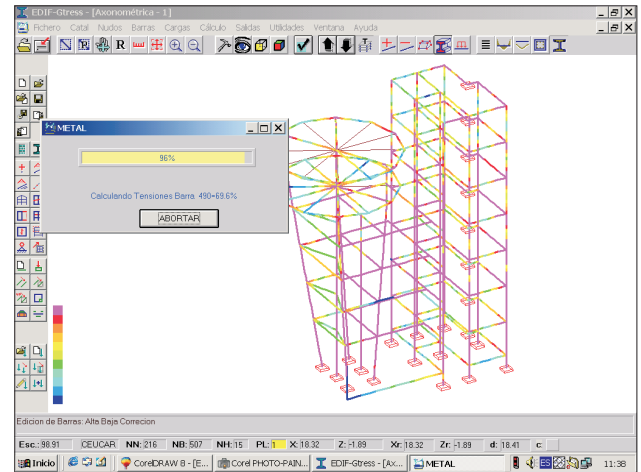 EDIF-Gtress - [Axonométrica - 1]
Fichero Catal Nudos Barras Cargas Cálculo Salidas Utilidades Ventana Ayuda
R
METAL
96%
Calculando Tensiones Barra: 490=69.6%
ABORTAR
Edicion de Barras: Alta Baja Correcion
Esc.: 98.91 CEUCAR NN: 216 NB: 507 NH: 15 PL: 1 X: 18.32 Z: -1.89 Xr: 18.32 Zr: -1.89 d: 18.41 c:
Inicio CorelDRAW 8 - [E... Corel PHOTO-PAIN... EDIF-Gtress - [Ax... METAL ES 11:38